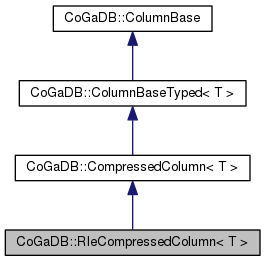 CoGaDB::ColumnBase
CoGaDB::ColumnBaseTyped< T >
CoGaDB::CompressedColumn< T >
CoGaDB::RleCompressedColumn< T >